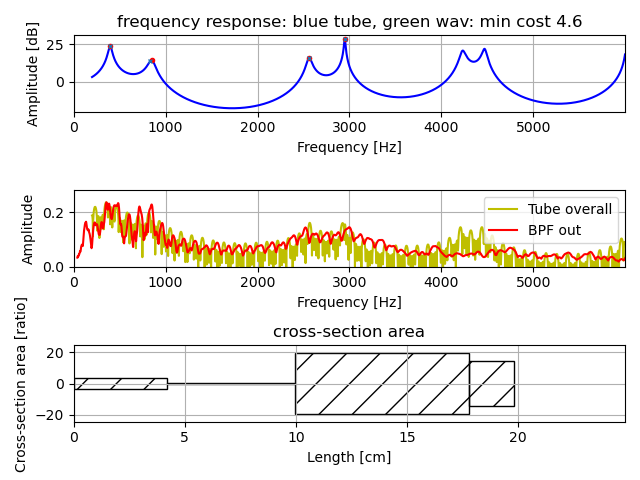 frequency response: blue tube, green wav: min cost 4.6
Amplitude [dB]
25
0
0 1000 2000 3000 4000 5000
Frequency [Hz]
Amplitude
0.2
0.0
Tube overall
BPF out
0 1000 2000 3000 4000 5000
Frequency [Hz]
cross-section area
Cross-section area [ratio]
20
0
−20
0 5 10 15 20
Length [cm]